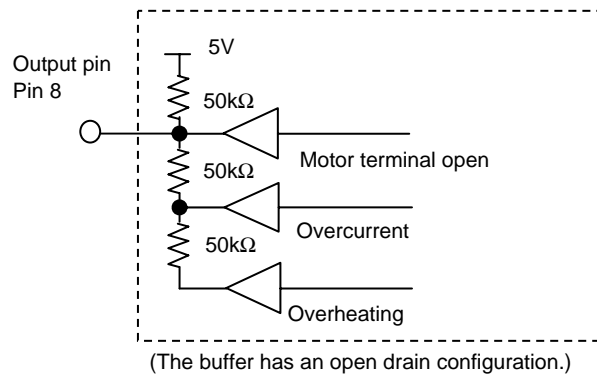 5V
Output pin
Pin 8
50kΩ
Motor terminal open
50kΩ
Overcurrent
50kΩ
Overheating
(The buffer has an open drain configuration.)